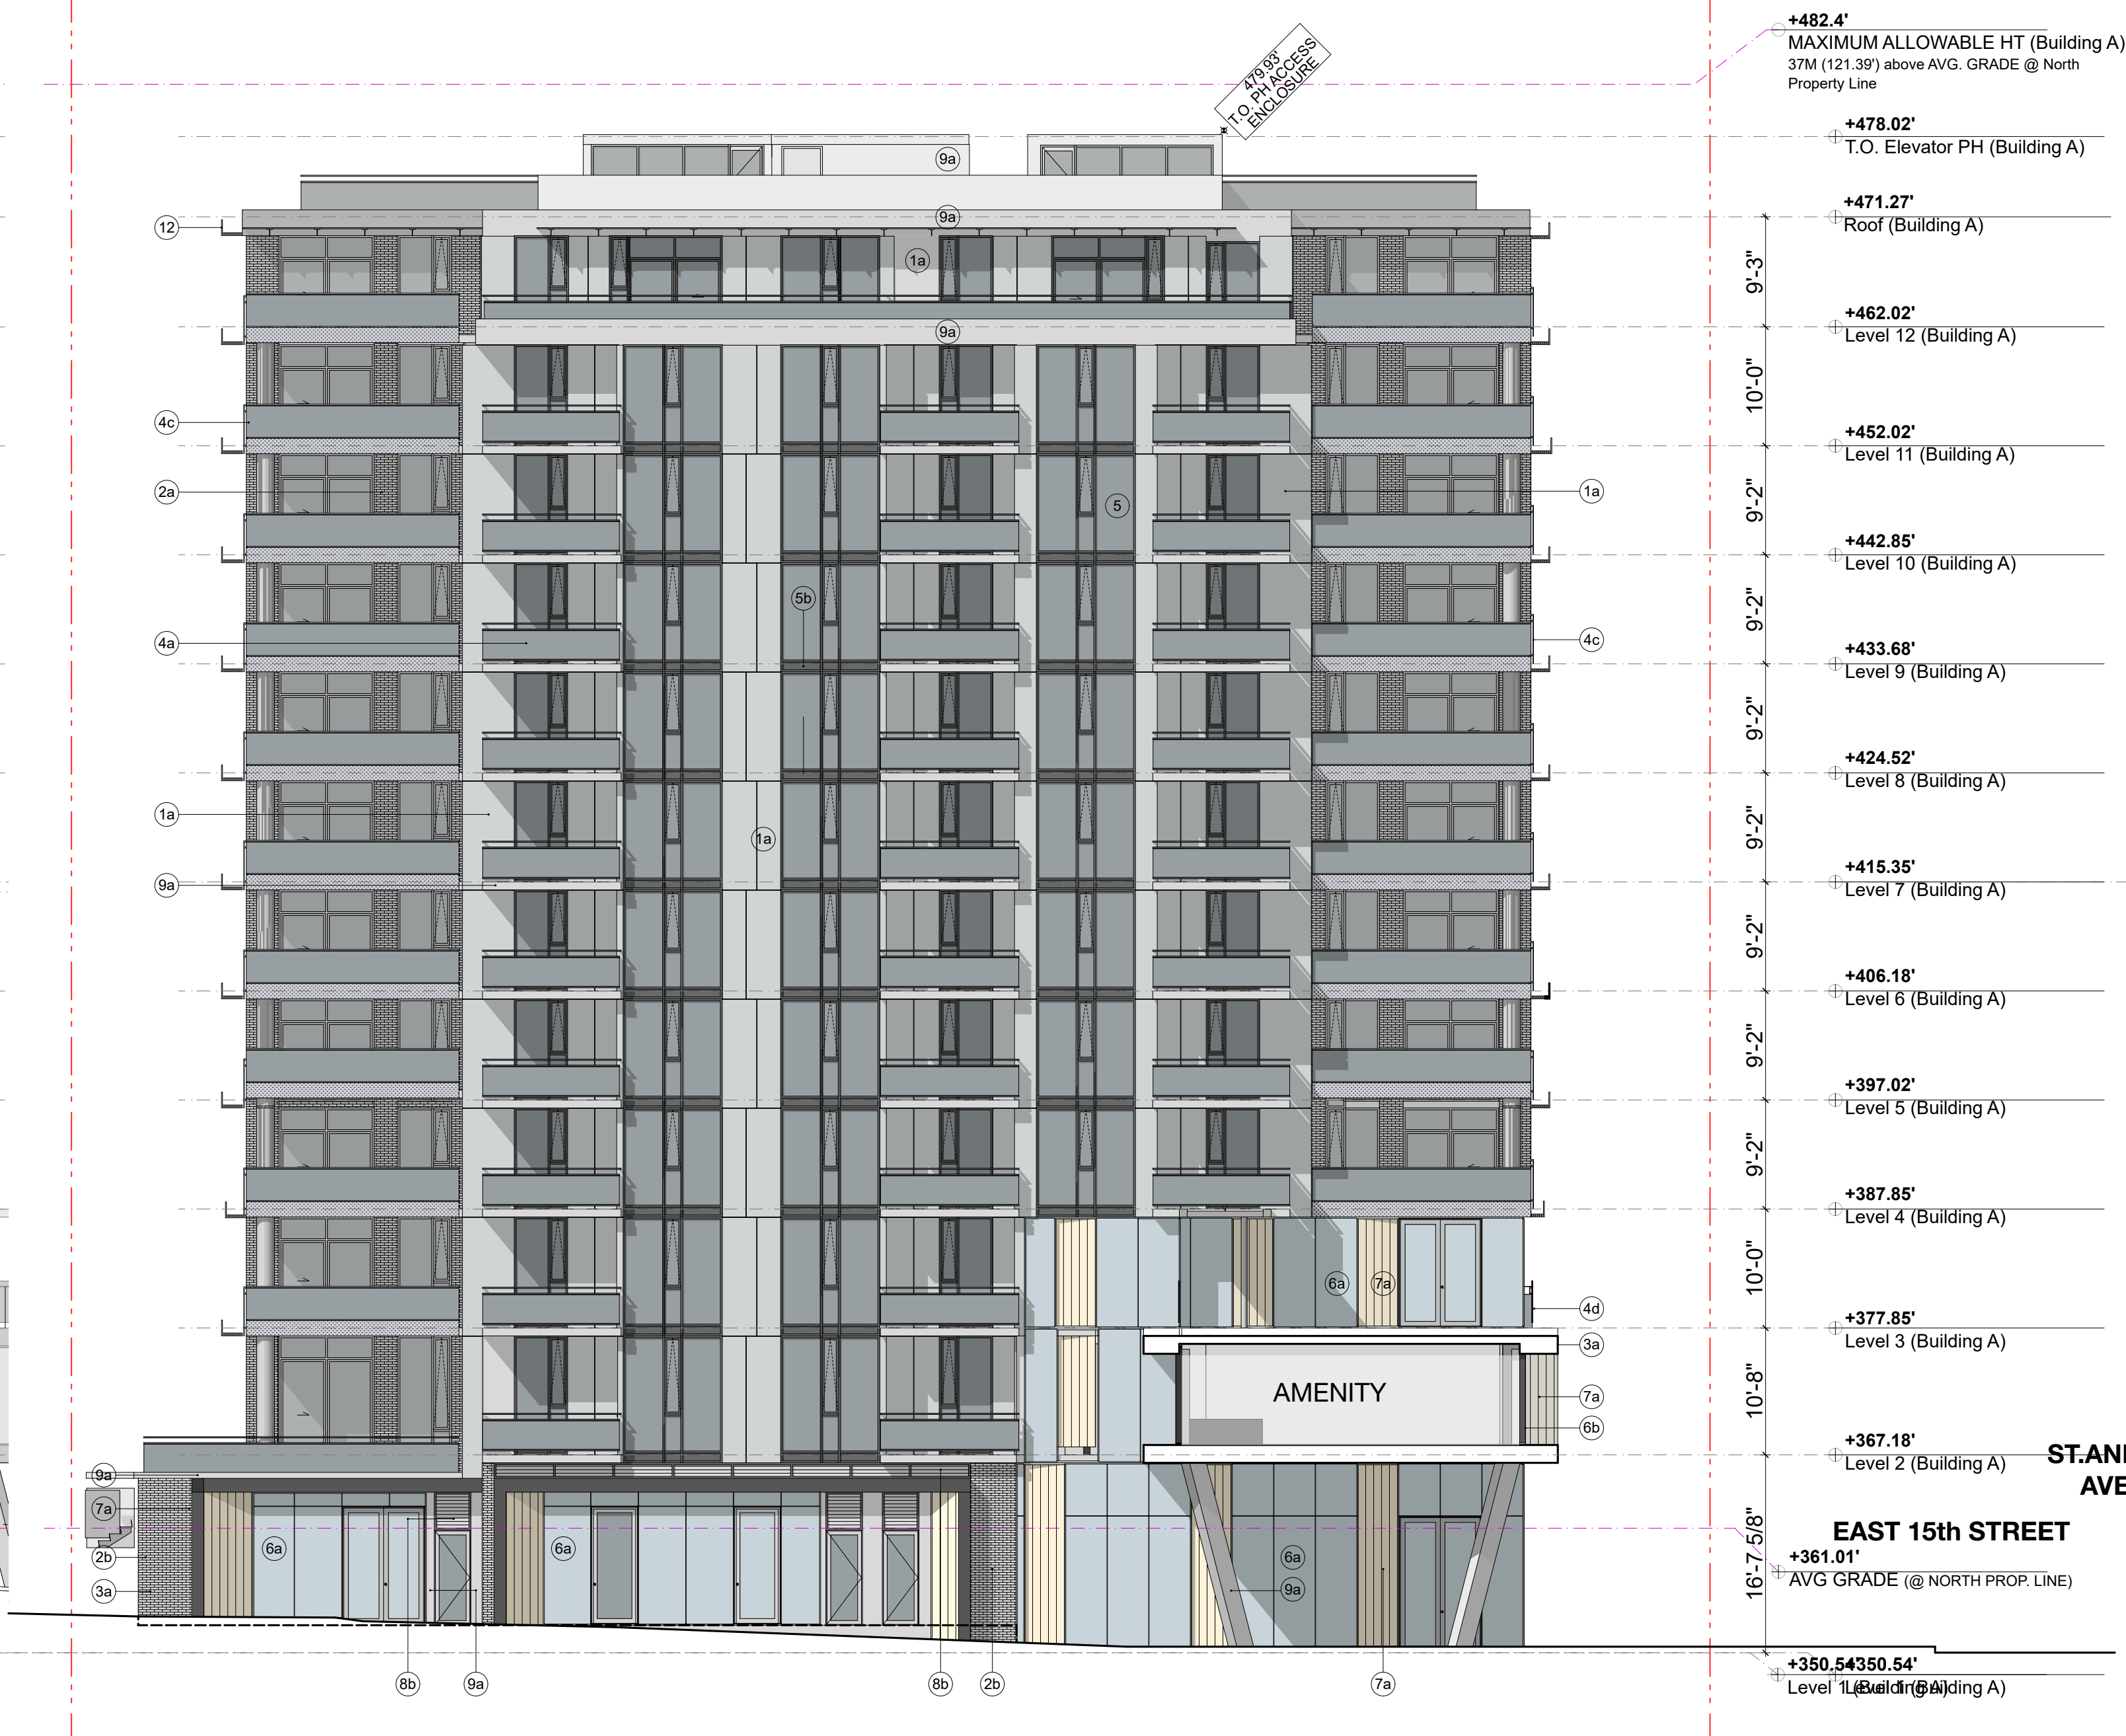 +482.4'
MAXIMUM ALLOWABLE HT (Building A)
37M (121.39') above AVG. GRADE @ North
Property Line
479.93'
T.O. PH ACCESS
ENCLOSURE
+478.02'
T.O. Elevator PH (Building A)
9a
+471.27'
Roof (Building A)
12
9a
1a
9'-3"
+462.02'
Level 12 (Building A)
9a
10'-0"
4c
+452.02'
Level 11 (Building A)
2a
5
1a
9'-2"
+442.85'
Level 10 (Building A)
5b
9'-2"
4a
4c
+433.68'
Level 9 (Building A)
9'-2"
+424.52'
Level 8 (Building A)
1a
1a
9'-2"
+415.35'
Level 7 (Building A)
9a
9'-2"
+406.18'
Level 6 (Building A)
9'-2"
+397.02'
Level 5 (Building A)
9'-2"
+387.85'
Level 4 (Building A)
10'-0"
6a
7a
4d
+377.85'
Level 3 (Building A)
3a
AMENITY
10'-8"
7a
6b
+367.18'
Level 2 (Building A)
9a
7a
16'-7 5/8"
EAST 15th STREET
6a
6a
6a
2b
3a
9a
+361.01'
AVG GRADE (@ NORTH PROP. LINE)
+350.54'
+350.54'
Level 1 (Building A)
Level 1 (Building A)
8b
9a
8b
2b
7a